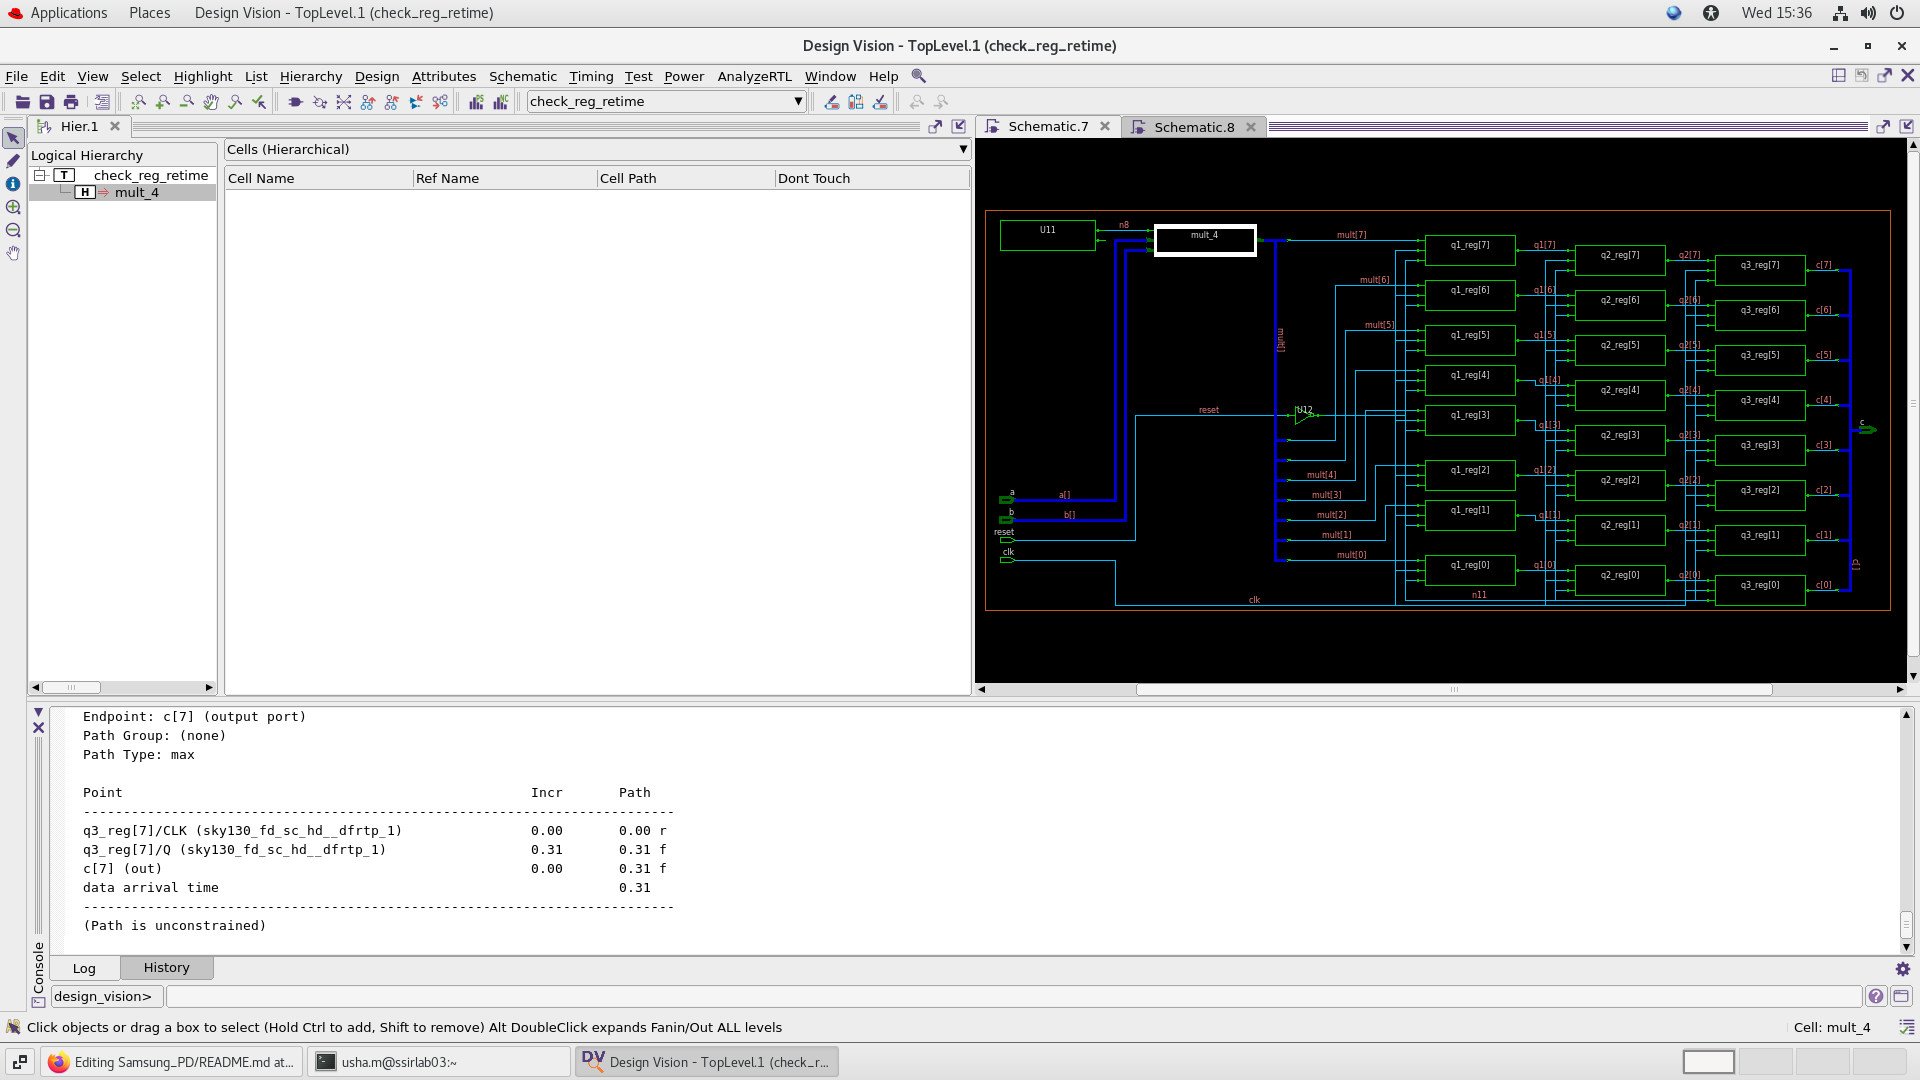 Applications Places Design Vision - TopLevel.1 (check_reg_retime) Wed 15:36
Design Vision - TopLevel.1 (check_reg_retime)
File Edit View Select Highlight List Hierarchy Design Attributes Schematic Timing Test Power AnalyzeRTL Window Help
check_reg_retime
Hier.1
Schematic.7 Schematic.8
Logical Hierarchy
T check_reg_retime
H mult_4
Cells (Hierarchical)
Cell Name Ref Name Cell Path Dont Touch
U11 n8 mult_4 mult[7] q1_reg[7] q1[7] q2_reg[7] q2[7] q3_reg[7] c[7]
mult[6] q1_reg[6] q1[6] q2_reg[6] q2[6] q3_reg[6] c[6]
mult[] mult[5] q1_reg[5] q1[5] q2_reg[5] q2[5] q3_reg[5] c[5]
q1_reg[4] q1[4] q2_reg[4] q2[4] q3_reg[4] c[4]
reset U12 q1_reg[3] q1[3] q2_reg[3] q2[3] q3_reg[3] c[3]
c
mult[4] q1_reg[2] q1[2] q2_reg[2] q2[2] q3_reg[2] c[2]
a a[] mult[3]
b b[] mult[2] q1_reg[1] q1[1] q2_reg[1] q2[1] q3_reg[1] c[1]
reset mult[1]
clk mult[0] q1_reg[0] q1[0] q2_reg[0] q2[0] q3_reg[0] c[0]
c[]
clk n11
Endpoint: c[7] (output port)
Path Group: (none)
Path Type: max
Point Incr Path
--------------------------------------------------------------------------
q3_reg[7]/CLK (sky130_fd_sc_hd__dfrtp_1) 0.00 0.00 r
q3_reg[7]/Q (sky130_fd_sc_hd__dfrtp_1) 0.31 0.31 f
c[7] (out) 0.00 0.31 f
data arrival time 0.31
--------------------------------------------------------------------------
(Path is unconstrained)
Console
Log History
design_vision>
Click objects or drag a box to select (Hold Ctrl to add, Shift to remove) Alt DoubleClick expands Fanin/Out ALL levels Cell: mult_4
Editing Samsung_PD/README.md at... usha.m@ssirlab03:~ DV Design Vision - TopLevel.1 (check_r...